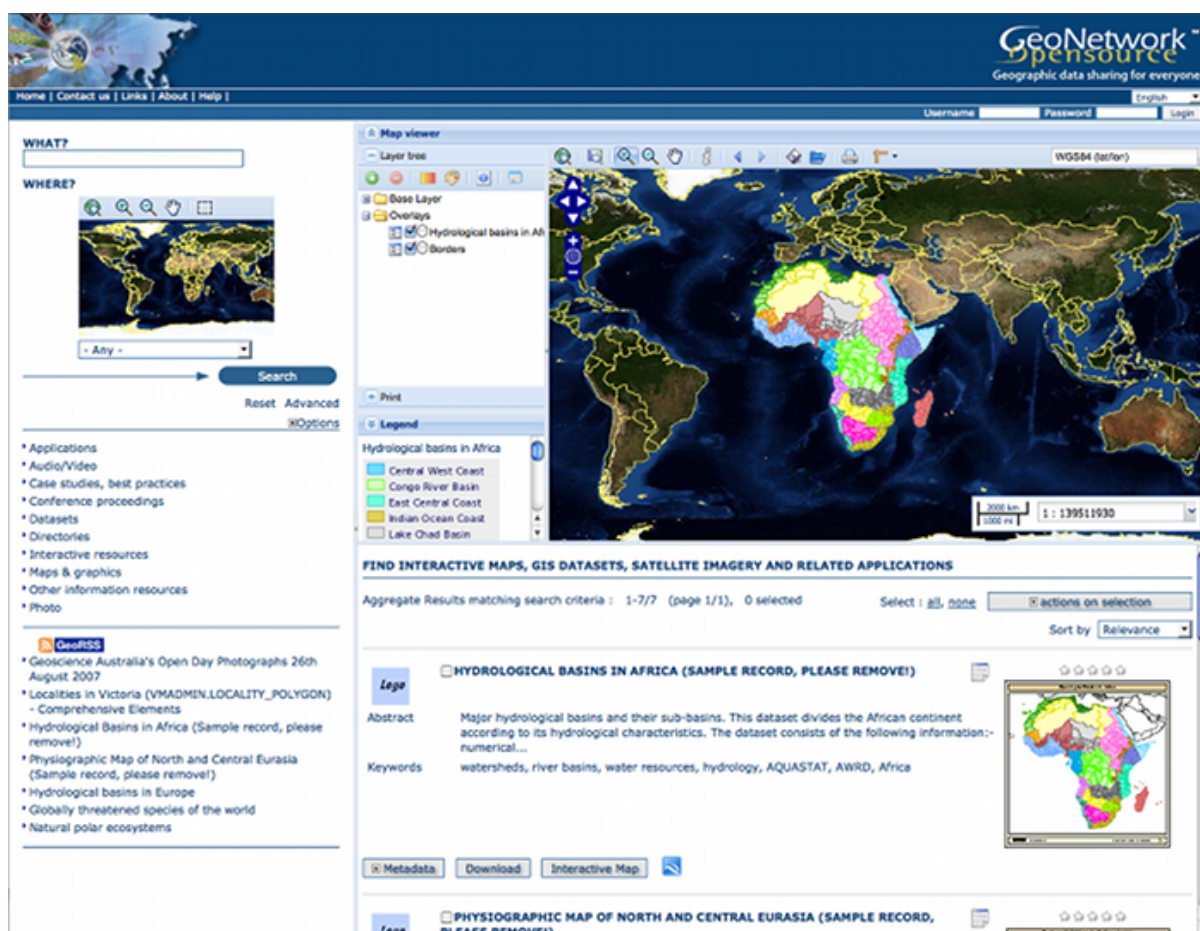 GeoNetwork™
Opensource
Geographic data sharing for everyone
Home | Contact us | Links | About | Help |
English
Username Password Login
WHAT?
WHERE?
- Any -
Search
Reset Advanced
Options
Applications
Audio/Video
Case studies, best practices
Conference proceedings
Datasets
Directories
Interactive resources
Maps & graphics
Other information resources
Photo
GeoRSS
Geoscience Australia's Open Day Photographs 26th
August 2007
Localities in Victoria (VMADMIN.LOCALITY_POLYGON)
- Comprehensive Elements
Hydrological Basins in Africa (Sample record, please
remove!)
Physiographic Map of North and Central Eurasia
(Sample record, please remove!)
Hydrological basins in Europe
Globally threatened species of the world
Natural polar ecosystems
Map viewer
Layer tree
WGS84 (lat/lon)
Base Layer
Overlays
Hydrological basins in Afr
Borders
Print
Legend
Hydrological basins in Africa
Central West Coast
Congo River Basin
East Central Coast
Indian Ocean Coast
Lake Chad Basin
2000 km
1000 mi
1 : 139511930
FIND INTERACTIVE MAPS, GIS DATASETS, SATELLITE IMAGERY AND RELATED APPLICATIONS
Aggregate Results matching search criteria : 1-7/7 (page 1/1), 0 selected
Select : all, none
actions on selection
Sort by Relevance
Logo
HYDROLOGICAL BASINS IN AFRICA (SAMPLE RECORD, PLEASE REMOVE!)
Abstract Major hydrological basins and their sub-basins. This dataset divides the African continent
according to its hydrological characteristics. The dataset consists of the following information:-
numerical...
Keywords watersheds, river basins, water resources, hydrology, AQUASTAT, AWRD, Africa
Metadata Download Interactive Map
Logo
PHYSIOGRAPHIC MAP OF NORTH AND CENTRAL EURASIA (SAMPLE RECORD,
PLEASE REMOVE!)